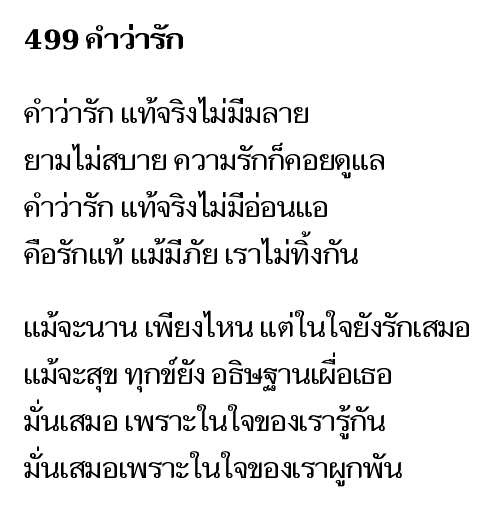 499 คำว่ารัก
คำว่ารัก แท้จริงไม่มีมลาย
ยามไม่สบาย ความรักก็คอยดูแล
คำว่ารัก แท้จริงไม่มีอ่อนแอ
คือรักแท้ แม้มีภัย เราไม่ทิ้งกัน
แม้จะนาน เพียงไหน แต่ในใจยังรักเสมอ
แม้จะสุข ทุกข์ยัง อธิษฐานเผื่อเธอ
มั่นเสมอ เพราะในใจของเรารู้กัน
มั่นเสมอเพราะในใจของเราผูกพัน